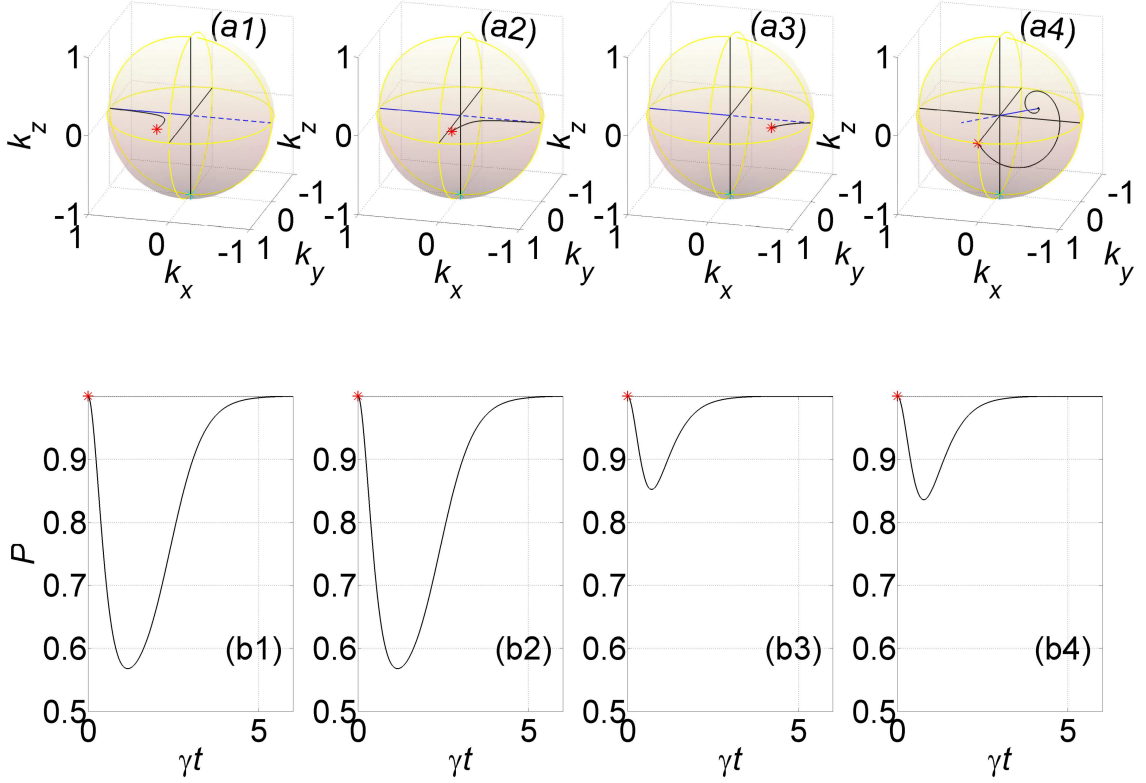 (a1) (a2) (a3) (a4)
1 1 1 1
k_z k_z k_z k_z
0 0 0 0
-1 -1 -1 -1
1 0 -1 1 0 -1 1 0 -1 1 0 -1
1 0 -1 1 0 -1 1 0 -1 1 0 -1
k_x k_y k_x k_y k_x k_y k_x k_y
0.9 0.9 0.9 0.9
0.8 0.8 0.8 0.8
P
0.7 0.7 0.7 0.7
0.6 (b1) 0.6 (b2) 0.6 (b3) 0.6 (b4)
0.5 0.5 0.5 0.5
0 5 0 5 0 5 0 5
γt γt γt γt